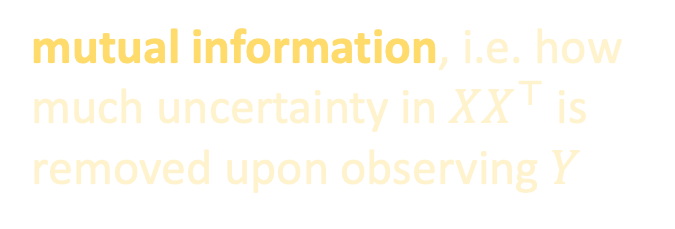 mutual information, i.e. how
much uncertainty in XX⊤ is
removed upon observing Y